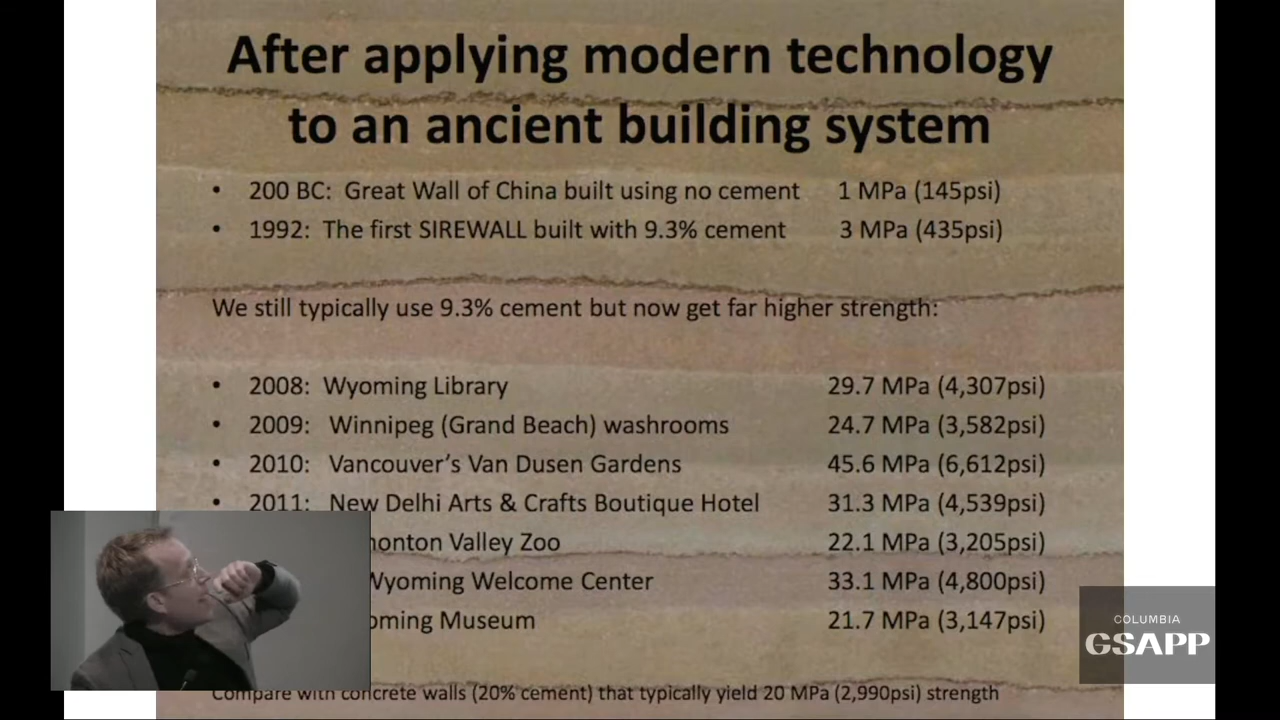 After applying modern technology
to an ancient building system
• 200 BC: Great Wall of China built using no cement 1 MPa (145psi)
• 1992: The first SIREWALL built with 9.3% cement 3 MPa (435psi)
We still typically use 9.3% cement but now get far higher strength:
• 2008: Wyoming Library 29.7 MPa (4,307psi)
• 2009: Winnipeg (Grand Beach) washrooms 24.7 MPa (3,582psi)
• 2010: Vancouver's Van Dusen Gardens 45.6 MPa (6,612psi)
• 2011: New Delhi Arts & Crafts Boutique Hotel 31.3 MPa (4,539psi)
Valley Zoo 22.1 MPa (3,205psi)
Wyoming Welcome Center 33.1 MPa (4,800psi)
Museum 21.7 MPa (3,147psi)
Compare with concrete walls (20% cement) that typically yield 20 MPa (2,990psi) strength
COLUMBIA
GSAPP